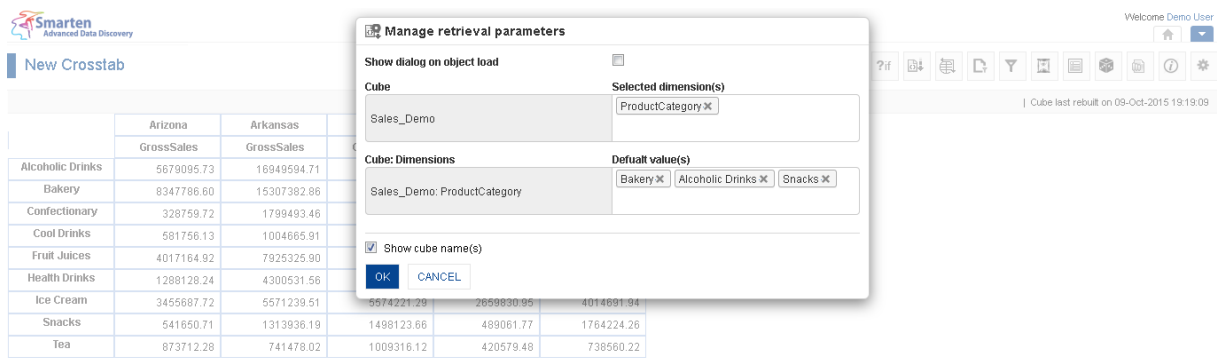 Smarten
Advanced Data Discovery
Welcome Demo User
New Crosstab
?if
| Cube last rebuilt on 09-Oct-2015 19:19:09
Manage retrieval parameters
Show dialog on object load
Cube Selected dimension(s)
Sales_Demo ProductCategory ×
Cube: Dimensions Defualt value(s)
Sales_Demo: ProductCategory Bakery × Alcoholic Drinks × Snacks ×
Show cube name(s)
OK CANCEL
Arizona Arkansas
GrossSales GrossSales
Alcoholic Drinks 5679095.73 16949594.71
Bakery 8347786.60 15307382.86
Confectionary 328759.72 1799493.46
Cool Drinks 581756.13 1004665.91
Fruit Juices 4017164.92 7925325.90
Health Drinks 1288128.24 4300531.56
Ice Cream 3455687.72 5571239.51 5574221.29 2659830.95 4014691.94
Snacks 541650.71 1313936.19 1498123.66 489061.77 1764224.26
Tea 873712.28 741478.02 1009316.12 420579.48 738560.22